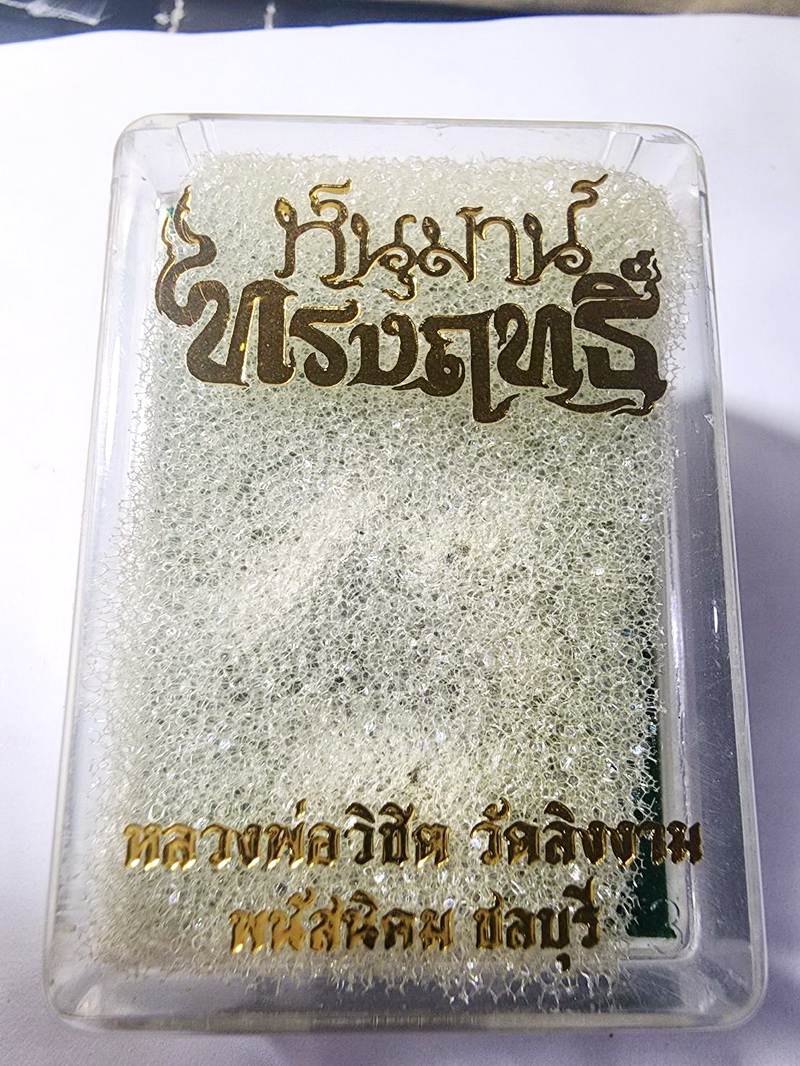 หนุมาน
ทรงฤทธิ์
หลวงพ่อวิชิต วัดลิงงาม
พนัสนิคม ชลบุรี